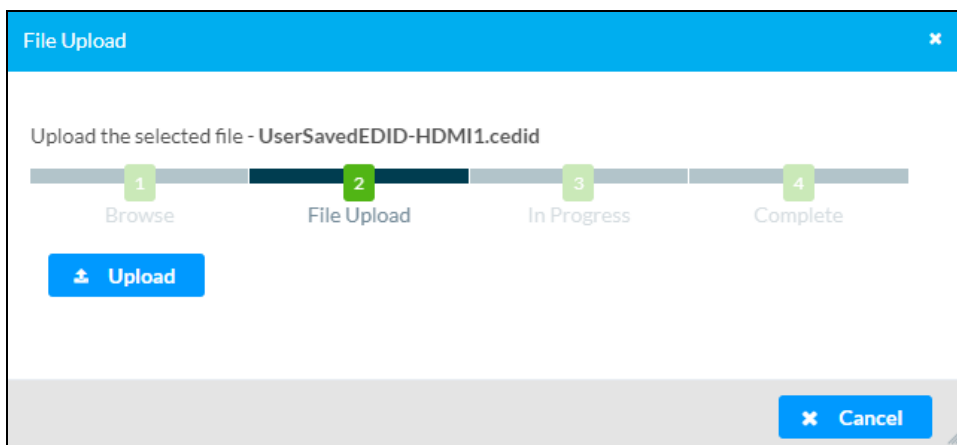 File Upload
Upload the selected file - UserSavedEDID-HDMI1.cedid
1 2 3 4
Browse File Upload In Progress Complete
Upload
Cancel